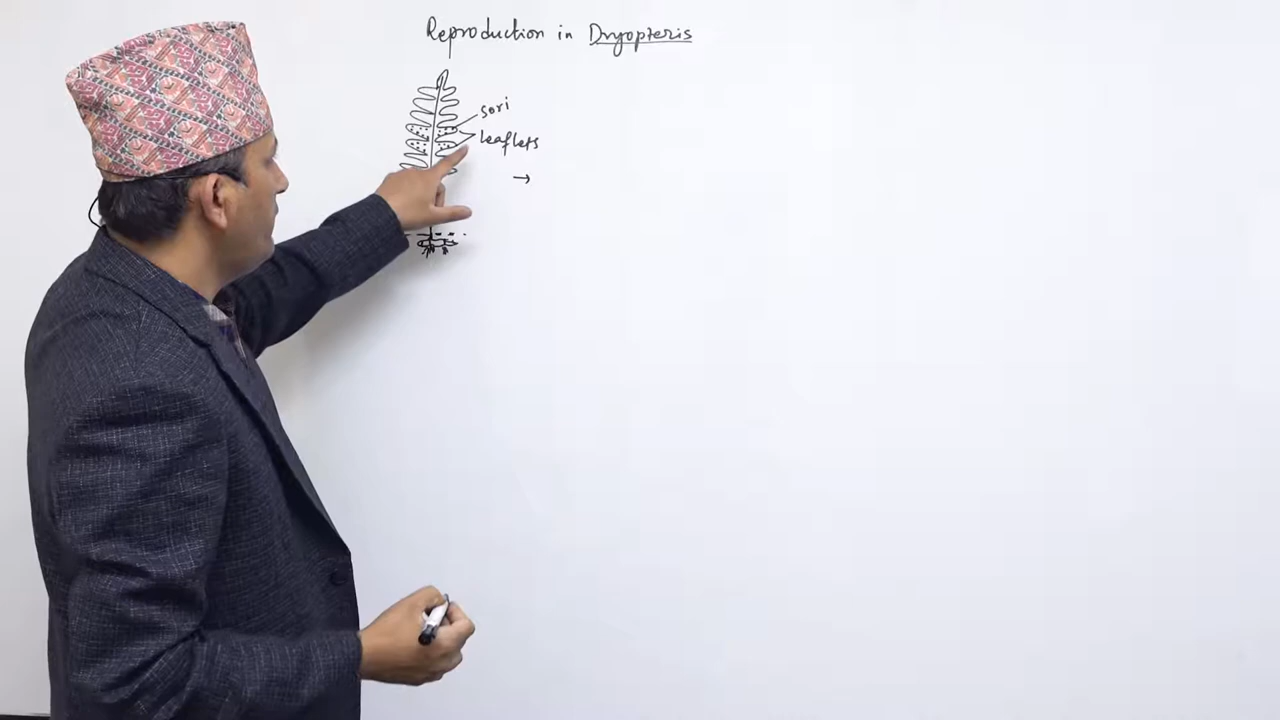 Reproduction in Dryopteris
sori
leaflets
→